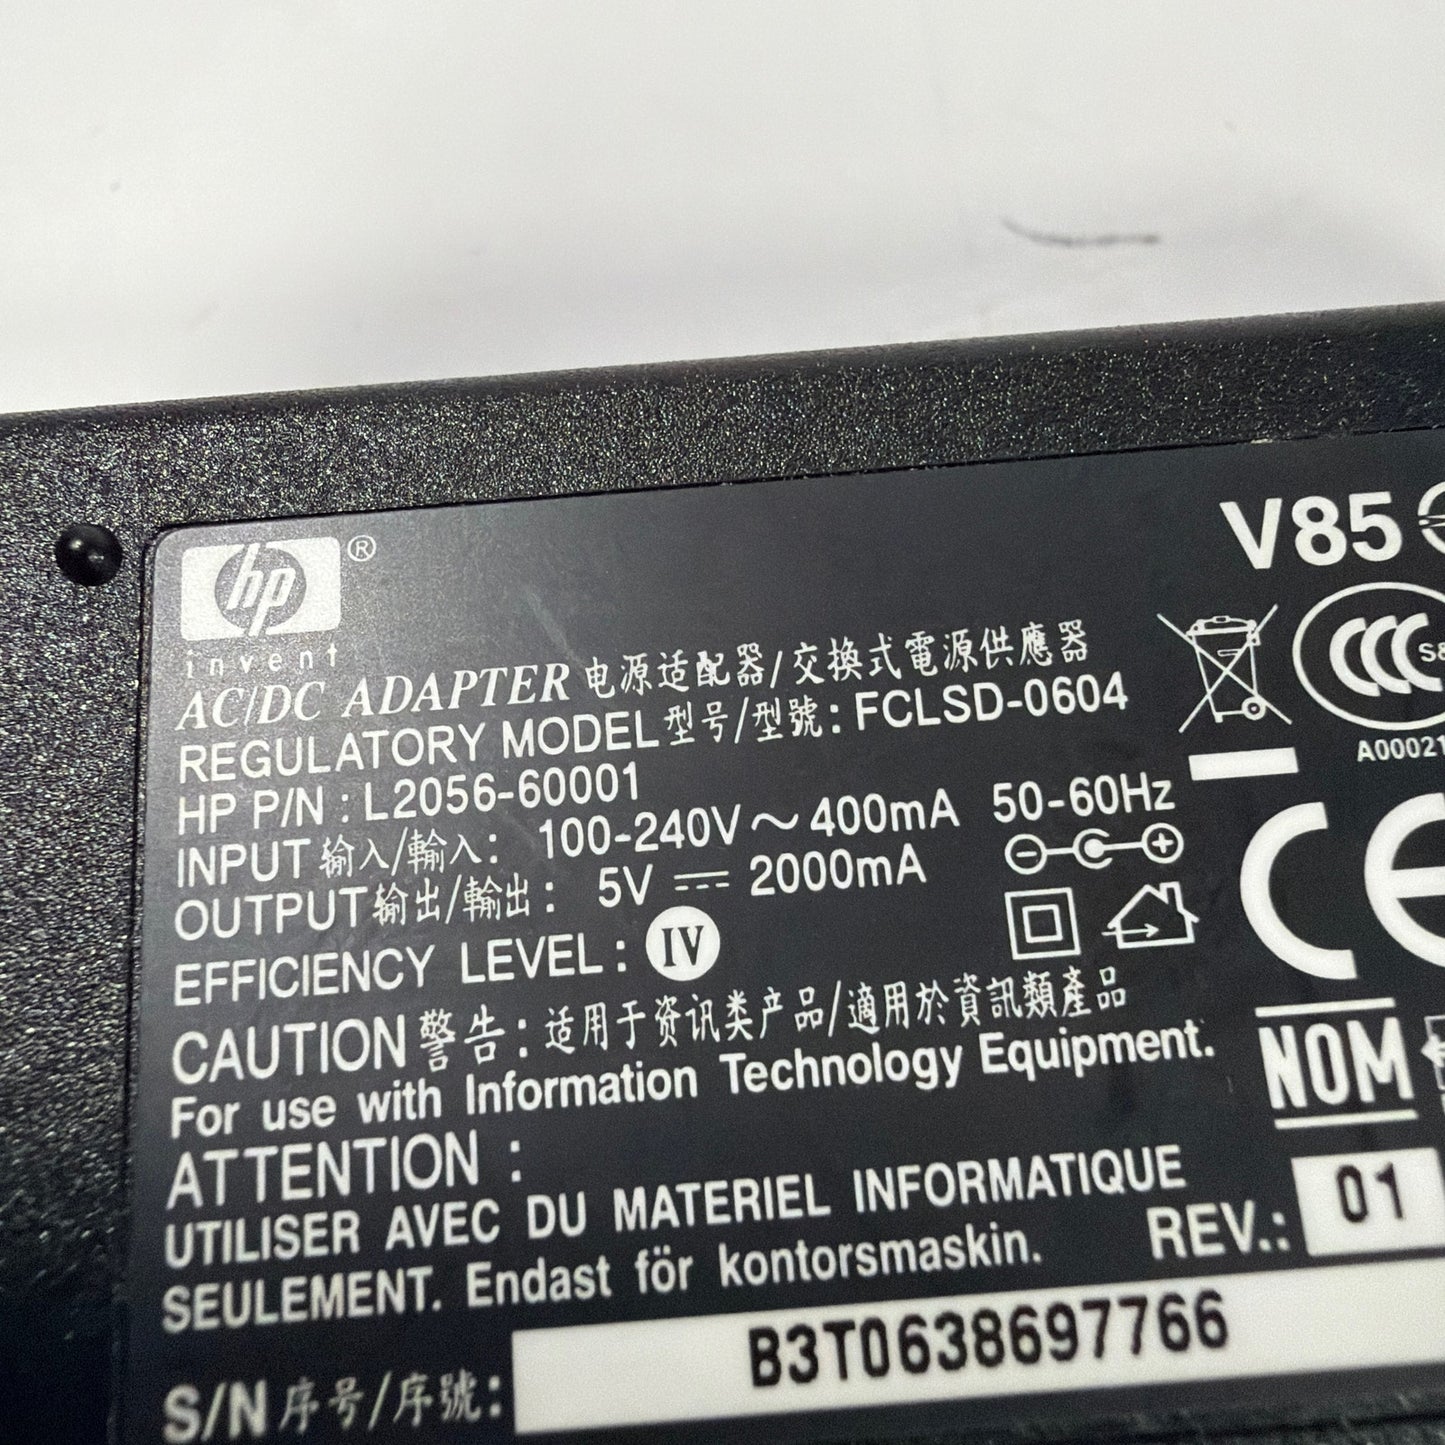 hp ®
invent
V85
AC/DC ADAPTER 电源适配器/交換式電源供應器
REGULATORY MODEL 型号/型號: FCLSD-0604
HP P/N : L2056-60001
INPUT 输入/輸入: 100-240V～400mA 50-60Hz
OUTPUT 输出/輸出: 5V ⎓ 2000mA
EFFICIENCY LEVEL: IV
CCC S&
A00021
CE
CAUTION 警告: 适用于资讯类产品/適用於資訊類產品
For use with Information Technology Equipment.
NOM
ATTENTION :
UTILISER AVEC DU MATERIEL INFORMATIQUE
SEULEMENT. Endast för kontorsmaskin.
REV.: 01
S/N 序号/序號: B3T0638697766